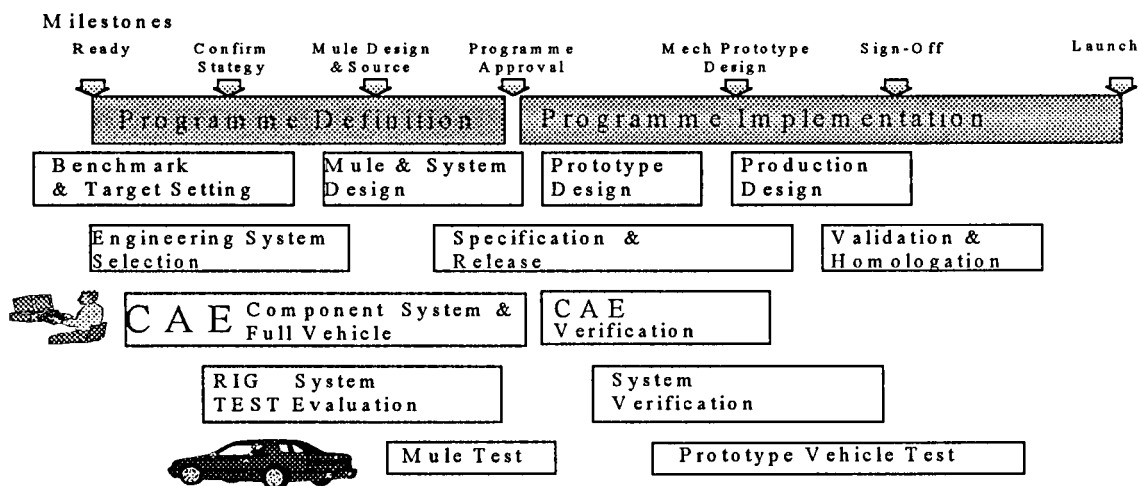 Milestones
Ready Confirm Mule Design Programme Mech Prototype Sign-Off Launch
Stategy & Source Approval Design
Programme Definition Programme Implementation
Benchmark Mule & System Prototype Production
& Target Setting Design Design Design
Engineering System Specification & Validation &
Selection Release Homologation
CAE Component System & CAE
Full Vehicle Verification
RIG System System
TEST Evaluation Verification
Mule Test Prototype Vehicle Test